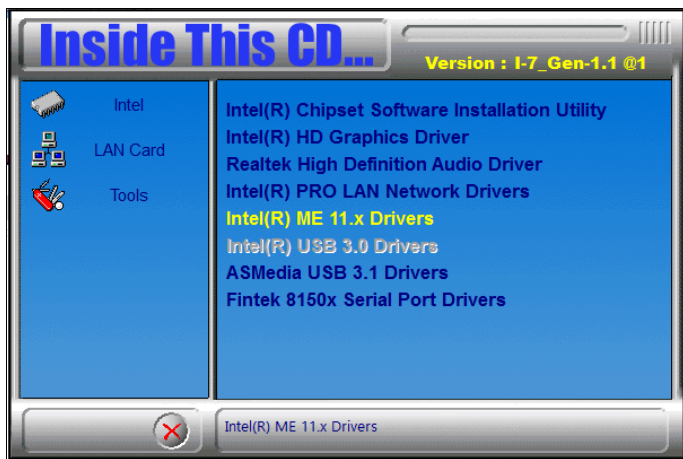 Inside This CD...
Version : I-7_Gen-1.1 @1
Intel
LAN Card
Tools
Intel(R) Chipset Software Installation Utility
Intel(R) HD Graphics Driver
Realtek High Definition Audio Driver
Intel(R) PRO LAN Network Drivers
Intel(R) ME 11.x Drivers
Intel(R) USB 3.0 Drivers
ASMedia USB 3.1 Drivers
Fintek 8150x Serial Port Drivers
Intel(R) ME 11.x Drivers